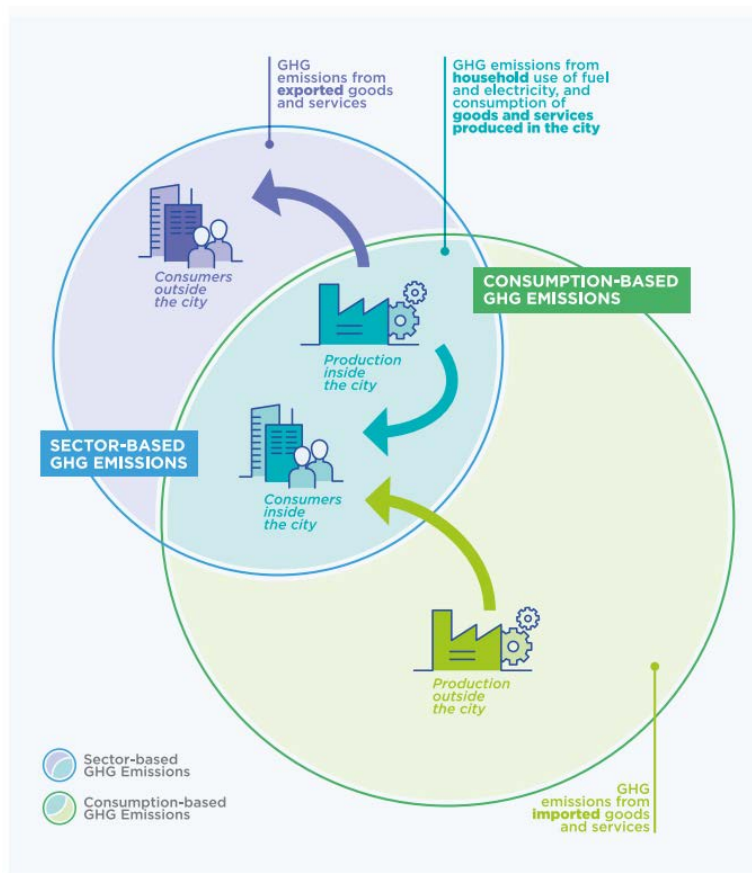 GHG
emissions from
exported goods
and services
GHG emissions from
household use of fuel
and electricity, and
consumption of
goods and services
produced in the city
Consumers
outside
the city
CONSUMPTION-BASED
GHG EMISSIONS
Production
inside
the city
SECTOR-BASED
GHG EMISSIONS
Consumers
inside
the city
Production
outside
the city
Sector-based
GHG Emissions
Consumption-based
GHG Emissions
GHG
emissions from
imported goods
and services